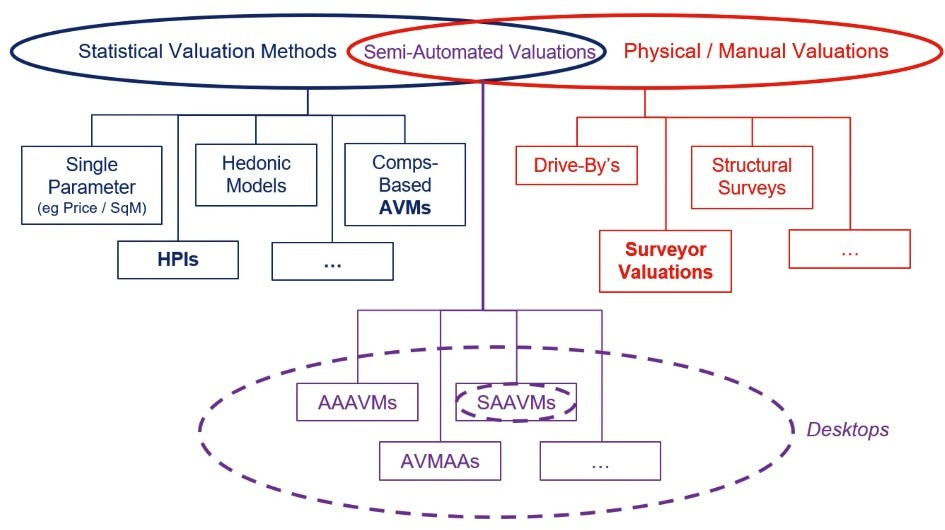 Statistical Valuation Methods
Semi-Automated Valuations
Physical / Manual Valuations
Single
Parameter
(eg Price / SqM)
HPIs
Hedonic
Models
...
Comps-
Based
AVMs
Drive-By's
Surveyor
Valuations
Structural
Surveys
...
AAAVMs
AVMAAs
SAAVMs
...
Desktops